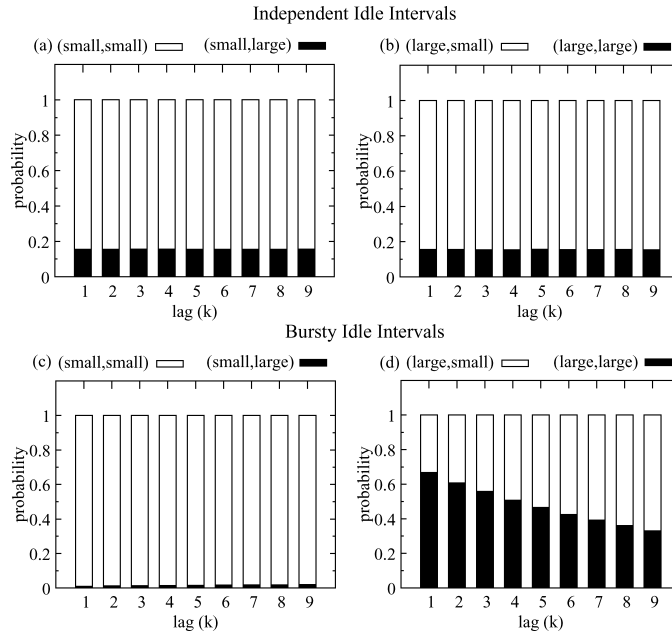 Independent Idle Intervals
(a) (small,small) (small,large)
(b) (large,small) (large,large)
probability
1
0.8
0.6
0.4
0.2
0
1 2 3 4 5 6 7 8 9
lag (k)
probability
1
0.8
0.6
0.4
0.2
0
1 2 3 4 5 6 7 8 9
lag (k)
Bursty Idle Intervals
(c) (small,small) (small,large)
(d) (large,small) (large,large)
probability
1
0.8
0.6
0.4
0.2
0
1 2 3 4 5 6 7 8 9
lag (k)
probability
1
0.8
0.6
0.4
0.2
0
1 2 3 4 5 6 7 8 9
lag (k)